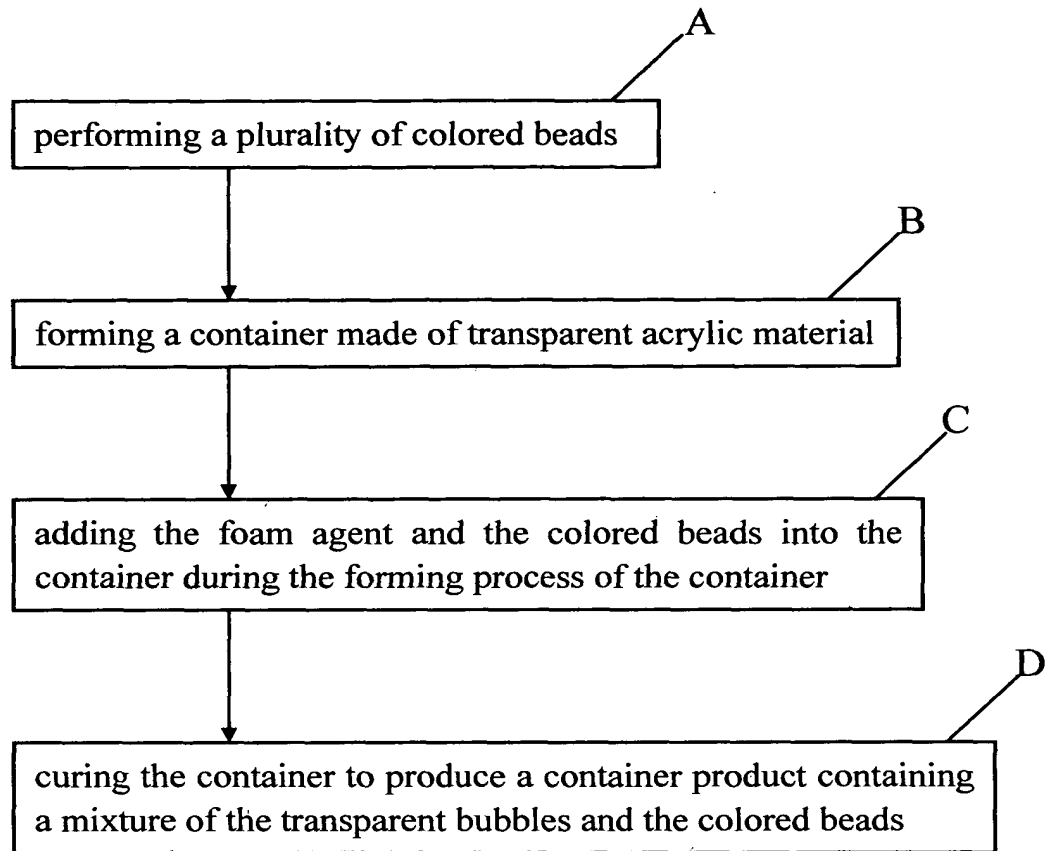 A
performing a plurality of colored beads
B
forming a container made of transparent acrylic material
C
adding the foam agent and the colored beads into the
container during the forming process of the container
D
curing the container to produce a container product containing
a mixture of the transparent bubbles and the colored beads